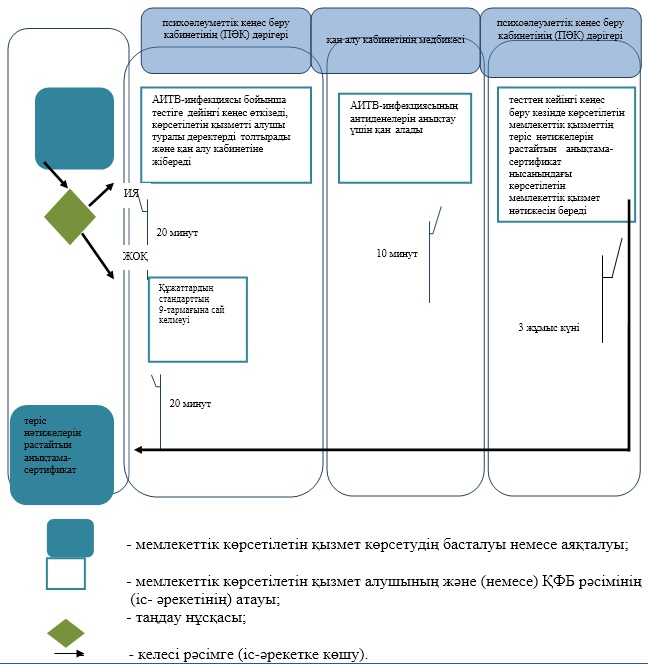 психоәлеуметтік кеңес беру
кабинетінің (ПӘК) дәрігері
қан алу кабинетінің медбикесі
психоәлеуметтік кеңес беру
кабинетінің (ПӘК) дәрігері
АИТВ-инфекциясы бойынша
тестіге дейінгі кеңес өткізеді,
көрсетілетін қызметті алушы
туралы деректерді толтырады
және қан алу кабинетіне
жібереді
АИТВ-инфекциясының
антиденелерін анықтау
үшін қан алады
тесттен кейінгі кеңес
беру кезінде көрсетілетін
мемлекеттік қызметтің
теріс нәтижелерін
растайтын анықтама-
сертификат
нысанындағы
көрсетілетін
мемлекеттік қызмет
нәтижесін береді
ИЯ
20 минут
10 минут
ЖОҚ
Құжаттардың
стандарттың
9-тармағына сай
келмеуі
3 жұмыс күні
20 минут
теріс
нәтижелерін
растайтын
анықтама-
сертификат
- мемлекеттік көрсетілетін қызмет көрсетудің басталуы немесе аяқталуы;
- мемлекеттік көрсетілетін қызмет алушының және (немесе) ҚФБ рәсімінің
(іс- әрекетінің) атауы;
- таңдау нұсқасы;
- келесі рәсімге (іс-әрекетке көшу).